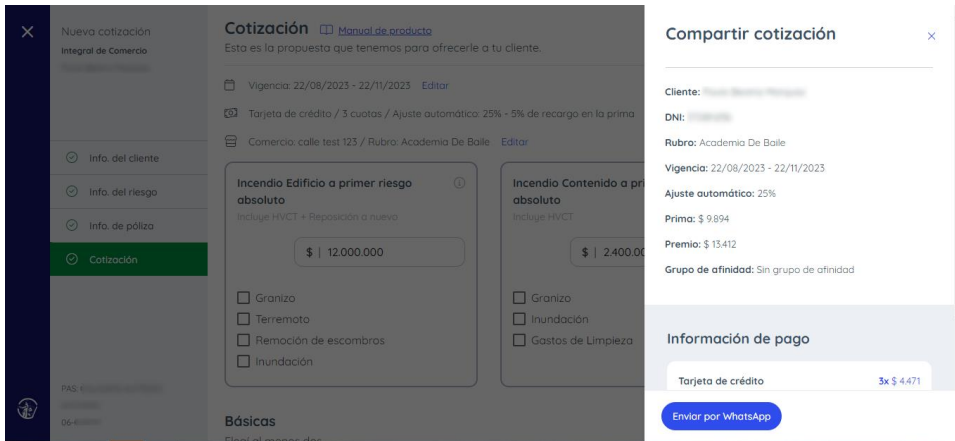 Nueva cotización
Integral de Comercio
Info. del cliente
Info. del riesgo
Info. de póliza
Cotización
PAS:
06-4
Cotización Manual de producto
Esta es la propuesta que tenemos para ofrecerle a tu cliente.
Vigencia: 22/08/2023 - 22/11/2023 Editar
Tarjeta de crédito / 3 cuotas / Ajuste automático: 25% - 5% de recargo en la prima
Comercio: calle test 123 / Rubro: Academia De Baile Editar
Incendio Edificio a primer riesgo
absoluto
Incluye HVCT + Reposición a nuevo
$ | 12.000.000
Granizo
Terremoto
Remoción de escombros
Inundación
Incendio Contenido a pri
absoluto
Incluye HVCT
$ | 2.400.00
Granizo
Inundación
Gastos de Limpieza
Básicas
Elegí al menos dos
Compartir cotización
Cliente:
DNI:
Rubro: Academia De Baile
Vigencia: 22/08/2023 - 22/11/2023
Ajuste automático: 25%
Prima: $ 9.894
Premio: $ 13.412
Grupo de afinidad: Sin grupo de afinidad
Información de pago
Tarjeta de crédito 3x $ 4.471
Enviar por WhatsApp